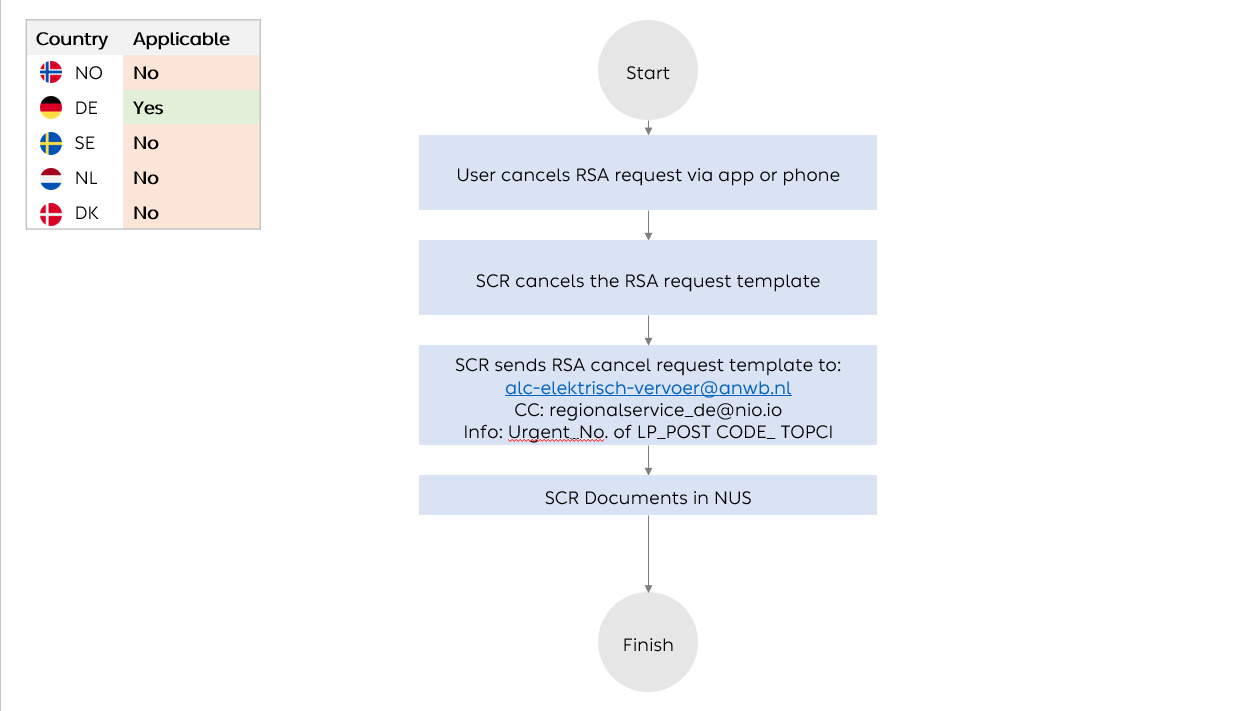 Country Applicable
NO No
DE Yes
SE No
NL No
DK No
Start
User cancels RSA request via app or phone
SCR cancels the RSA request template
SCR sends RSA cancel request template to:
alc-elektrisch-vervoer@anwb.nl
CC: regionalservice_de@nio.io
Info: Urgent_No. of LP_POST CODE_ TOPCI
SCR Documents in NUS
Finish